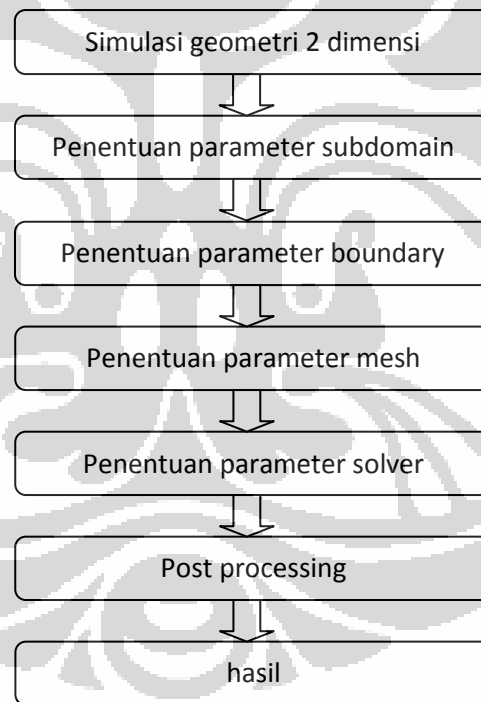 Simulasi geometri 2 dimensi
Penentuan parameter subdomain
Penentuan parameter boundary
Penentuan parameter mesh
Penentuan parameter solver
Post processing
hasil